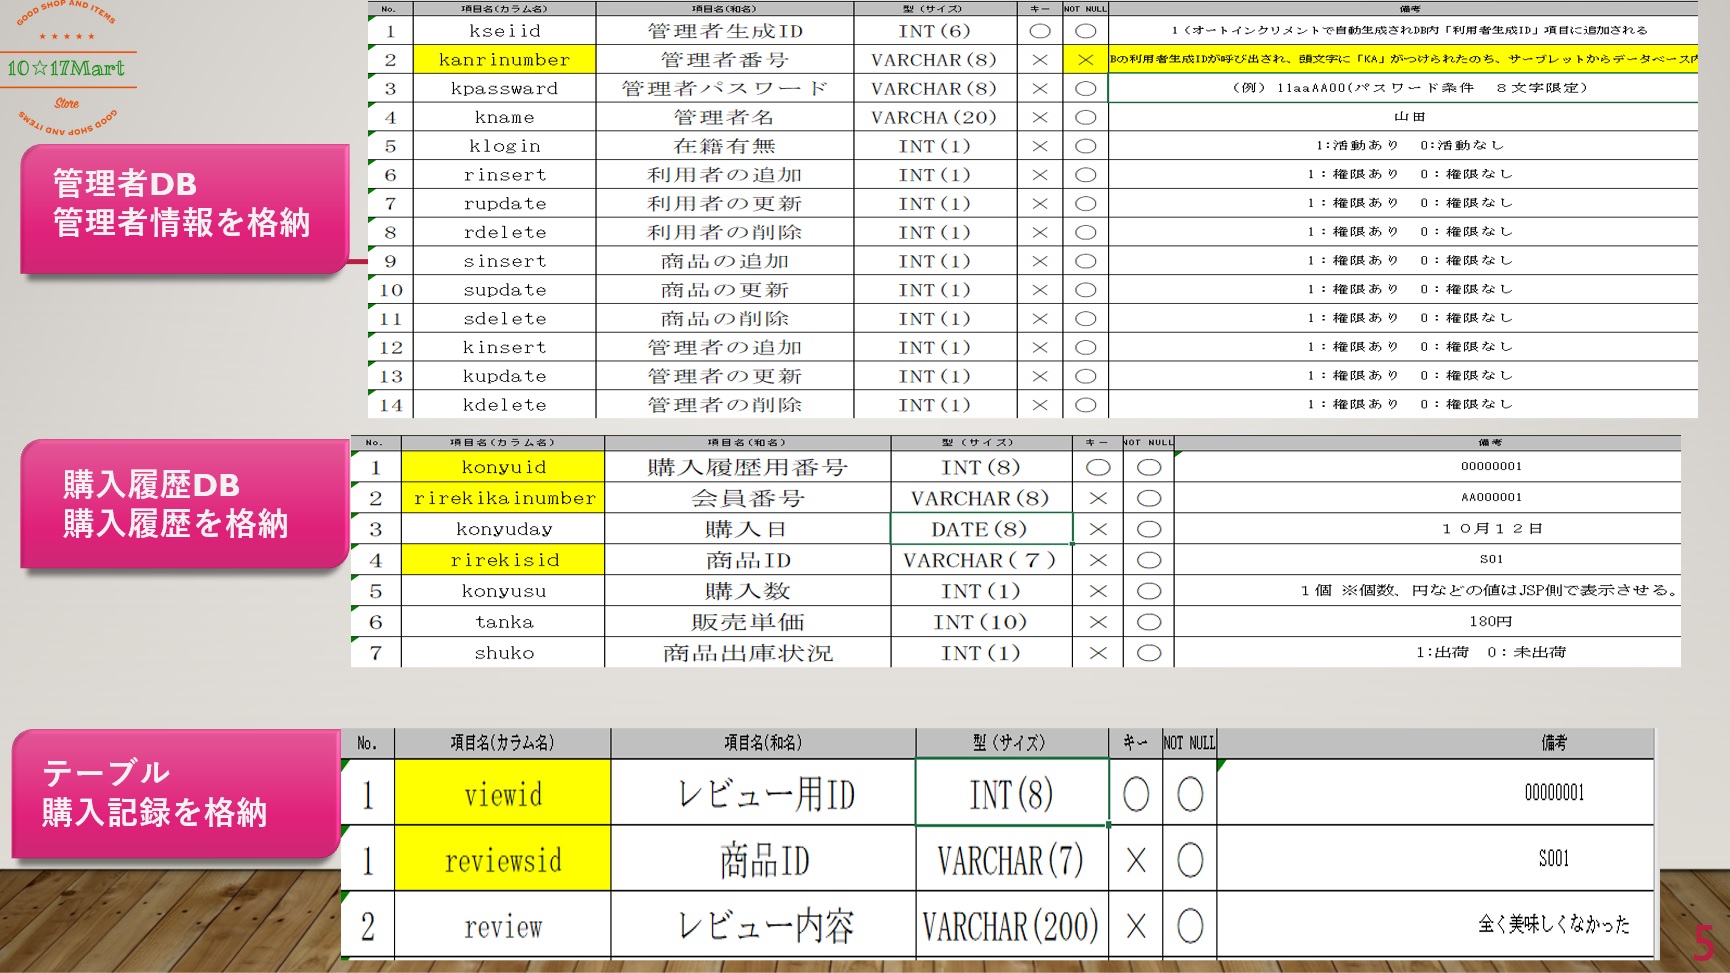 GOOD SHOP AND ITEMS
10☆17Mart
Store
GOOD SHOP AND ITEMS
管理者DB
管理者情報を格納
No. 項目名(カラム名) 項目名(和名) 型（サイズ） キー NOT NULL 備考
1 kseiid 管理者生成ID INT(6) ○ ○ 1（オートインクリメントで自動生成されDB内「利用者生成ID」項目に追加される
2 kanrinumber 管理者番号 VARCHAR(8) × × Bの利用者生成IDが呼び出され、頭文字に「KA」がつけられたのち、サーブレットからデータベース内
3 kpassward 管理者パスワード VARCHAR(8) × ○ （例）11aaAA00(パスワード条件　８文字限定）
4 kname 管理者名 VARCHA(20) × ○ 山田
5 klogin 在籍有無 INT(1) × ○ 1:活動あり　0:活動なし
6 rinsert 利用者の追加 INT(1) × ○ 1：権限あり　0：権限なし
7 rupdate 利用者の更新 INT(1) × ○ 1：権限あり　0：権限なし
8 rdelete 利用者の削除 INT(1) × ○ 1：権限あり　0：権限なし
9 sinsert 商品の追加 INT(1) × ○ 1：権限あり　0：権限なし
10 supdate 商品の更新 INT(1) × ○ 1：権限あり　0：権限なし
11 sdelete 商品の削除 INT(1) × ○ 1：権限あり　0：権限なし
12 kinsert 管理者の追加 INT(1) × ○ 1：権限あり　0：権限なし
13 kupdate 管理者の更新 INT(1) × ○ 1：権限あり　0：権限なし
14 kdelete 管理者の削除 INT(1) × ○ 1：権限あり　0：権限なし
購入履歴DB
購入履歴を格納
No. 項目名(カラム名) 項目名(和名) 型（サイズ） キー NOT NULL 備考
1 konyuid 購入履歴用番号 INT(8) ○ ○ 00000001
2 rirekikainumber 会員番号 VARCHAR(8) × ○ AA000001
3 konyuday 購入日 DATE(8) × ○ １０月１２日
4 rirekisid 商品ID VARCHAR(７) × ○ S01
5 konyusu 購入数 INT(1) × ○ １個 ※個数、円などの値はJSP側で表示させる。
6 tanka 販売単価 INT(10) × ○ 180円
7 shuko 商品出庫状況 INT(1) × ○ 1:出荷　0：未出荷
テーブル
購入記録を格納
No. 項目名(カラム名) 項目名(和名) 型（サイズ） キー NOT NULL 備考
1 viewid レビュー用ID INT(8) ○ ○ 00000001
1 reviewsid 商品ID VARCHAR(7) × ○ S001
2 review レビュー内容 VARCHAR(200) × ○ 全く美味しくなかった
5